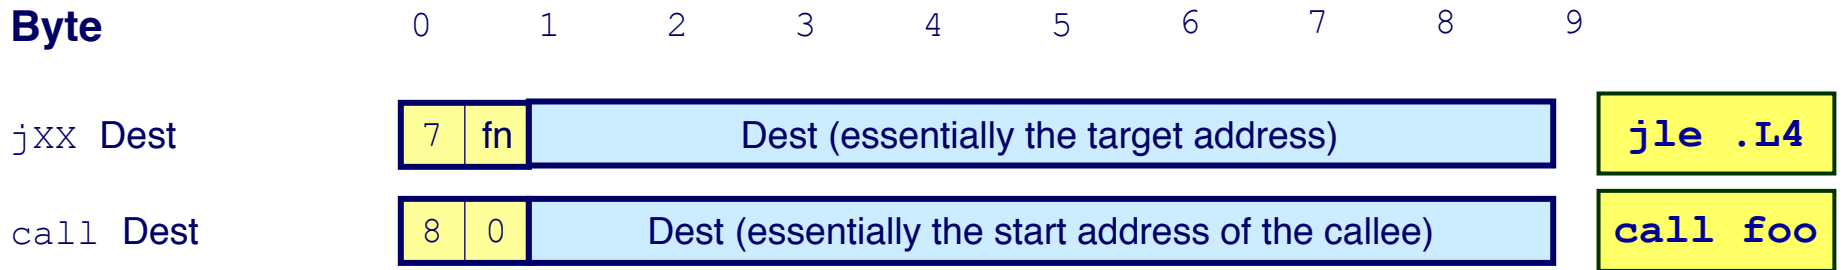 Byte 0 1 2 3 4 5 6 7 8 9
jXX Dest 7 fn Dest (essentially the target address) jle .L4
call Dest 8 0 Dest (essentially the start address of the callee) call foo